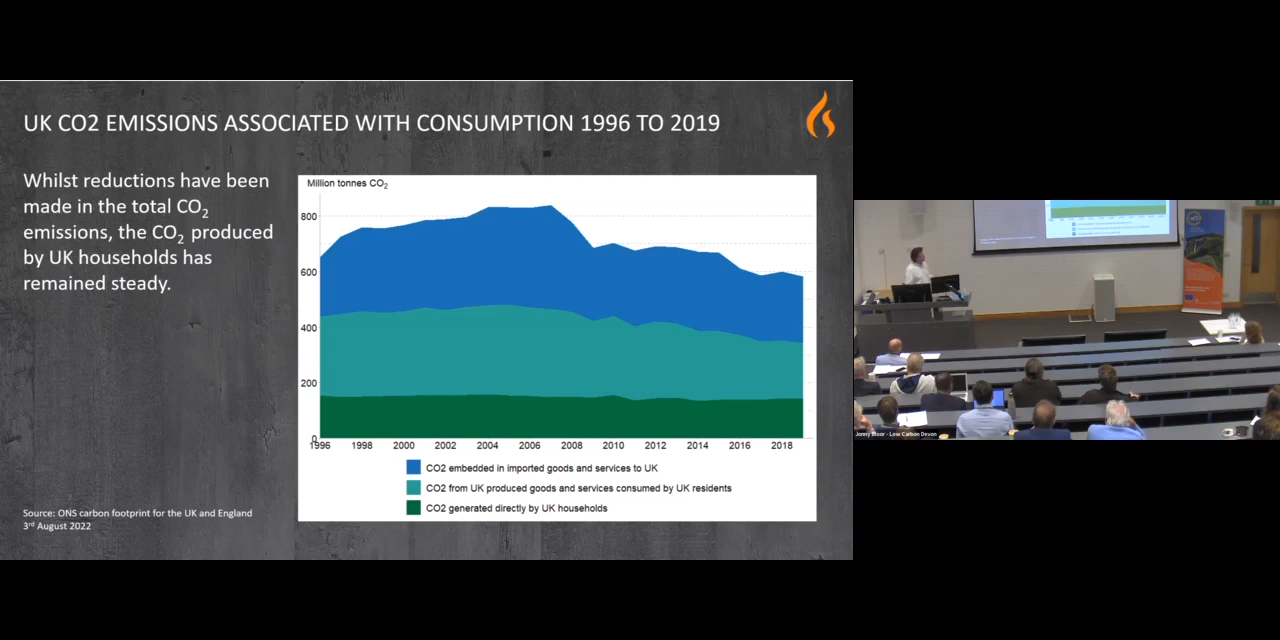 UK CO2 EMISSIONS ASSOCIATED WITH CONSUMPTION 1996 TO 2019
Whilst reductions have been
made in the total CO2
emissions, the CO2 produced
by UK households has
remained steady.
Source: ONS carbon footprint for the UK and England
3rd August 2022
Million tonnes CO2
800
600
400
200
0
1996 1998 2000 2002 2004 2006 2008 2010 2012 2014 2016 2018
CO2 embedded in imported goods and services to UK
CO2 from UK produced goods and services consumed by UK residents
CO2 generated directly by UK households
Low Carbon Devon